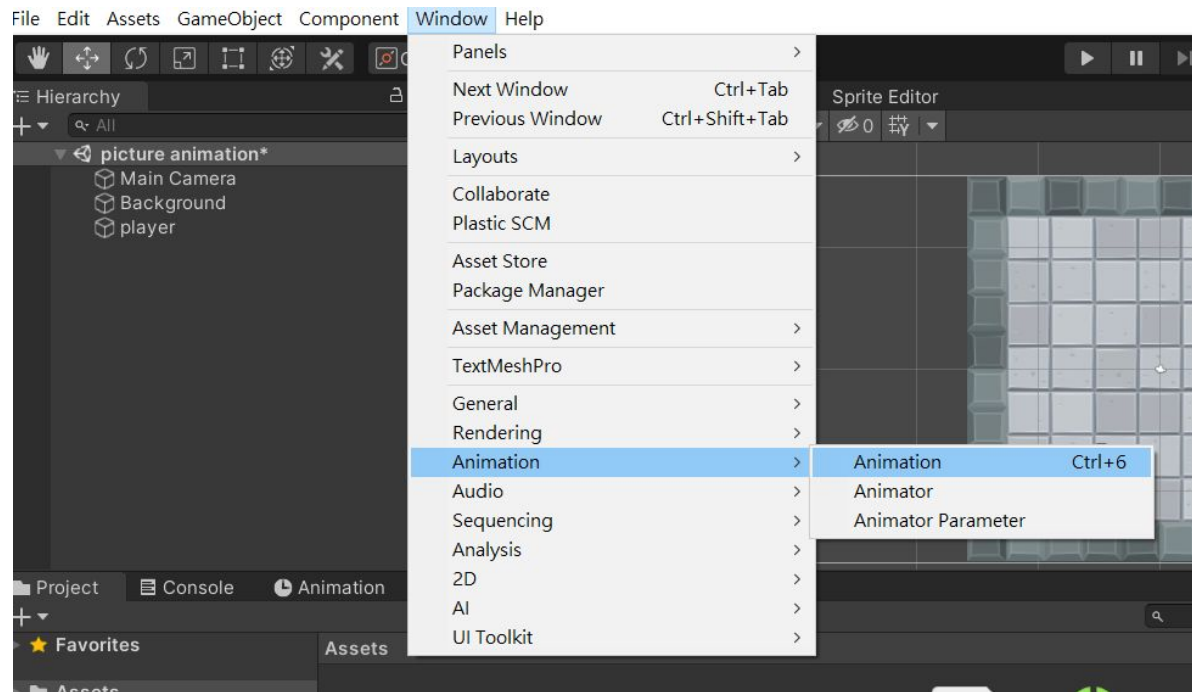 File Edit Assets GameObject Component Window Help
Hierarchy
All
picture animation*
Main Camera
Background
player
Panels
Next Window Ctrl+Tab
Previous Window Ctrl+Shift+Tab
Layouts
Collaborate
Plastic SCM
Asset Store
Package Manager
Asset Management
TextMeshPro
General
Rendering
Animation
Audio
Sequencing
Analysis
2D
AI
UI Toolkit
Animation Ctrl+6
Animator
Animator Parameter
Sprite Editor
0
Project Console Animation
Favorites
Assets
Assets